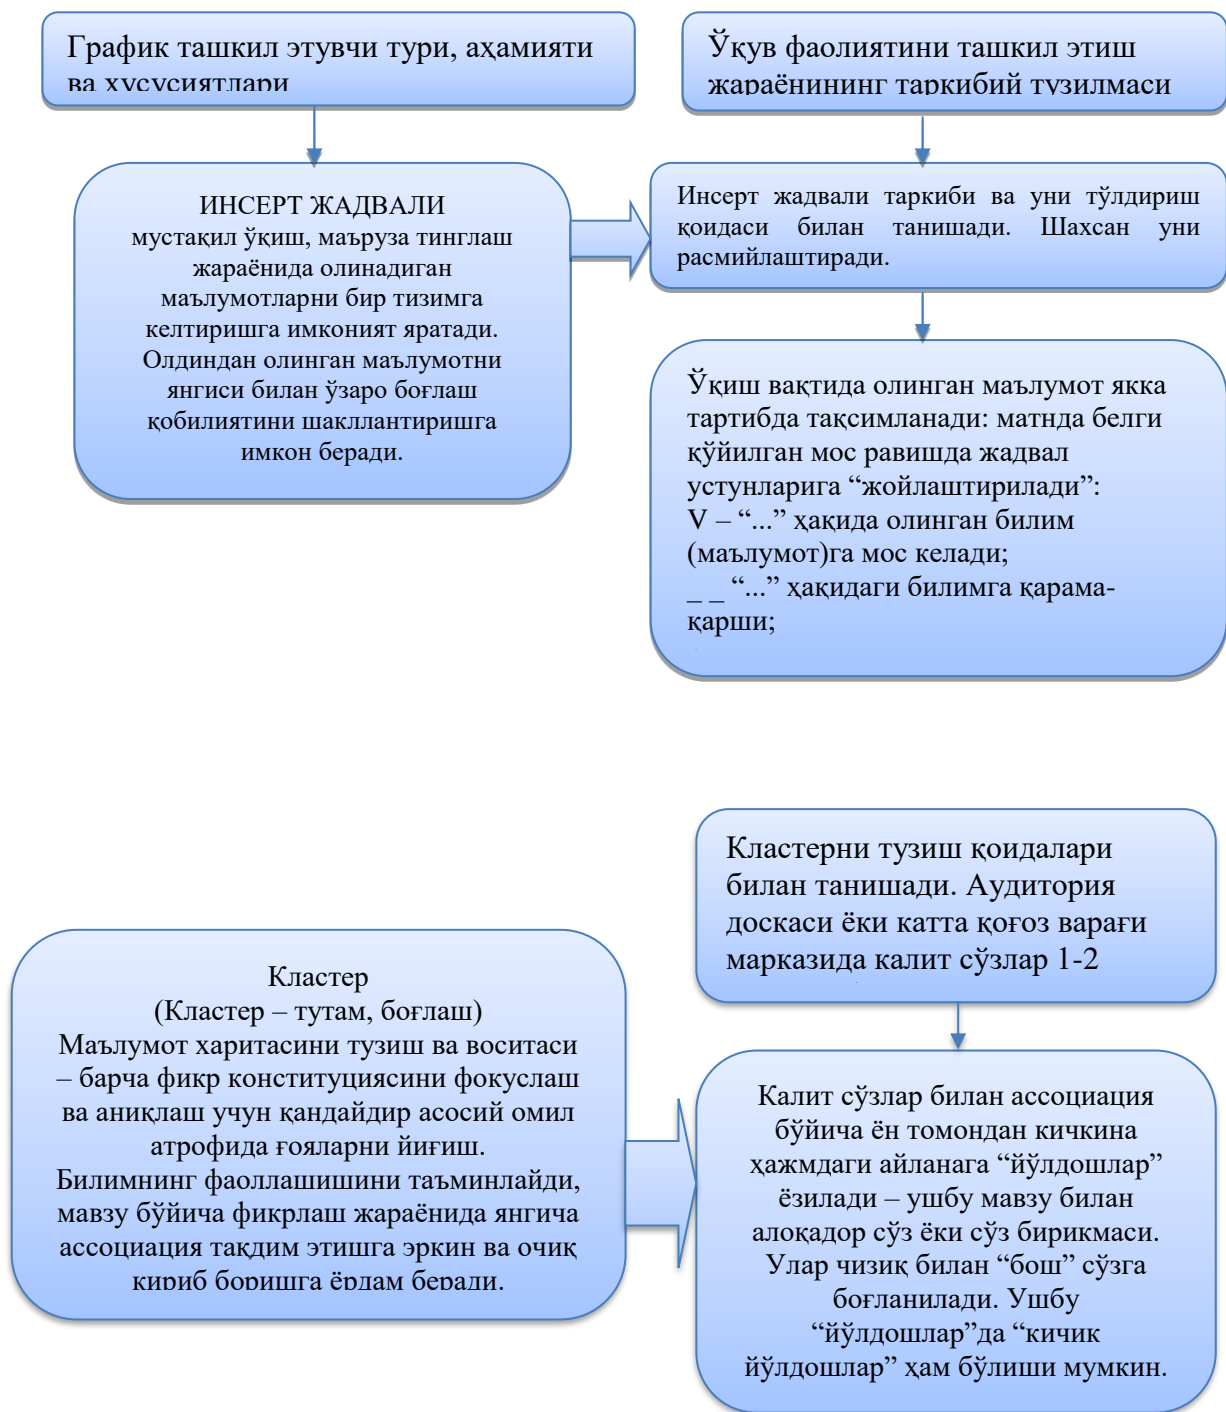 График ташкил этувчи тури, аҳамияти
ва хусусиятлари
Ўқув фаолиятини ташкил этиш
жараёнининг таркибий тузилмаси
ИНСЕРТ ЖАДВАЛИ
мустақил ўқиш, маъруза тинглаш
жараёнида олинадиган
маълумотларни бир тизимга
келтиришга имконият яратади.
Олдиндан олинган маълумотни
янгиси билан ўзаро боғлаш
қобилиятини шакллантиришга
имкон беради.
Инсерт жадвали таркиби ва уни тўлдириш
қоидаси билан танишади. Шахсан уни
расмийлаштиради.
Ўқиш вақтида олинган маълумот якка
тартибда тақсимланади: матнда белги
қўйилган мос равишда жадвал
устунларига “жойлаштирилади”:
V – “...” ҳақида олинган билим
(маълумот)га мос келади;
_ _ “...” ҳақидаги билимга қарама-
қарши;
Кластерни тузиш қоидалари
билан танишади. Аудитория
доскаси ёки катта қоғоз варағи
марказида калит сўзлар 1-2
Кластер
(Кластер – тутам, боғлаш)
Маълумот харитасини тузиш ва воситаси
– барча фикр конституциясини фокуслаш
ва аниқлаш учун қандайдир асосий омил
атрофида ғояларни йиғиш.
Билимнинг фаоллашишини таъминлайди,
мавзу бўйича фикрлаш жараёнида янгича
ассоциация тақдим этишга эркин ва очиқ
кириб боришга ёрдам беради.
Калит сўзлар билан ассоциация
бўйича ён томондан кичкина
ҳажмдаги айланага “йўлдошлар”
ёзилади – ушбу мавзу билан
алоқадор сўз ёки сўз бирикмаси.
Улар чизиқ билан “бош” сўзга
боғланилади. Ушбу
“йўлдошлар”да “кичик
йўлдошлар” ҳам бўлиши мумкин.